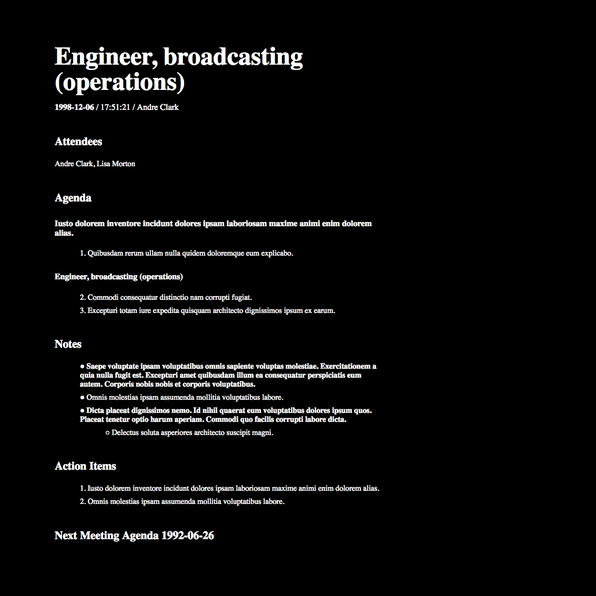 Engineer, broadcasting
(operations)
1998-12-06 / 17:51:21 / Andre Clark
Attendees
Andre Clark, Lisa Morton
Agenda
Iusto dolorem inventore incidunt dolores ipsam laboriosam maxime animi enim dolorem
alias.
1. Quibusdam rerum ullam nulla quidem doloremque eum explicabo.
Engineer, broadcasting (operations)
2. Commodi consequatur distinctio nam corrupti fugiat.
3. Excepturi totam iure expedita quisquam architecto dignissimos ipsum ex earum.
Notes
● Saepe voluptate ipsam voluptatibus omnis sapiente voluptas molestiae. Exercitationem a
quia nulla fugit est. Excepturi amet quibusdam illum ea consequatur perspiciatis eum
autem. Corporis nobis nobis et corporis voluptatibus.
● Omnis molestias ipsam assumenda mollitia voluptatibus labore.
● Dicta placeat dignissimos nemo. Id nihil quaerat eum voluptatibus dolores ipsum quos.
Placeat tenetur optio harum aperiam. Commodi quo facilis corrupti labore dicta.
○ Delectus soluta asperiores architecto suscipit magni.
Action Items
1. Iusto dolorem inventore incidunt dolores ipsam laboriosam maxime animi enim dolorem alias.
2. Omnis molestias ipsam assumenda mollitia voluptatibus labore.
Next Meeting Agenda 1992-06-26